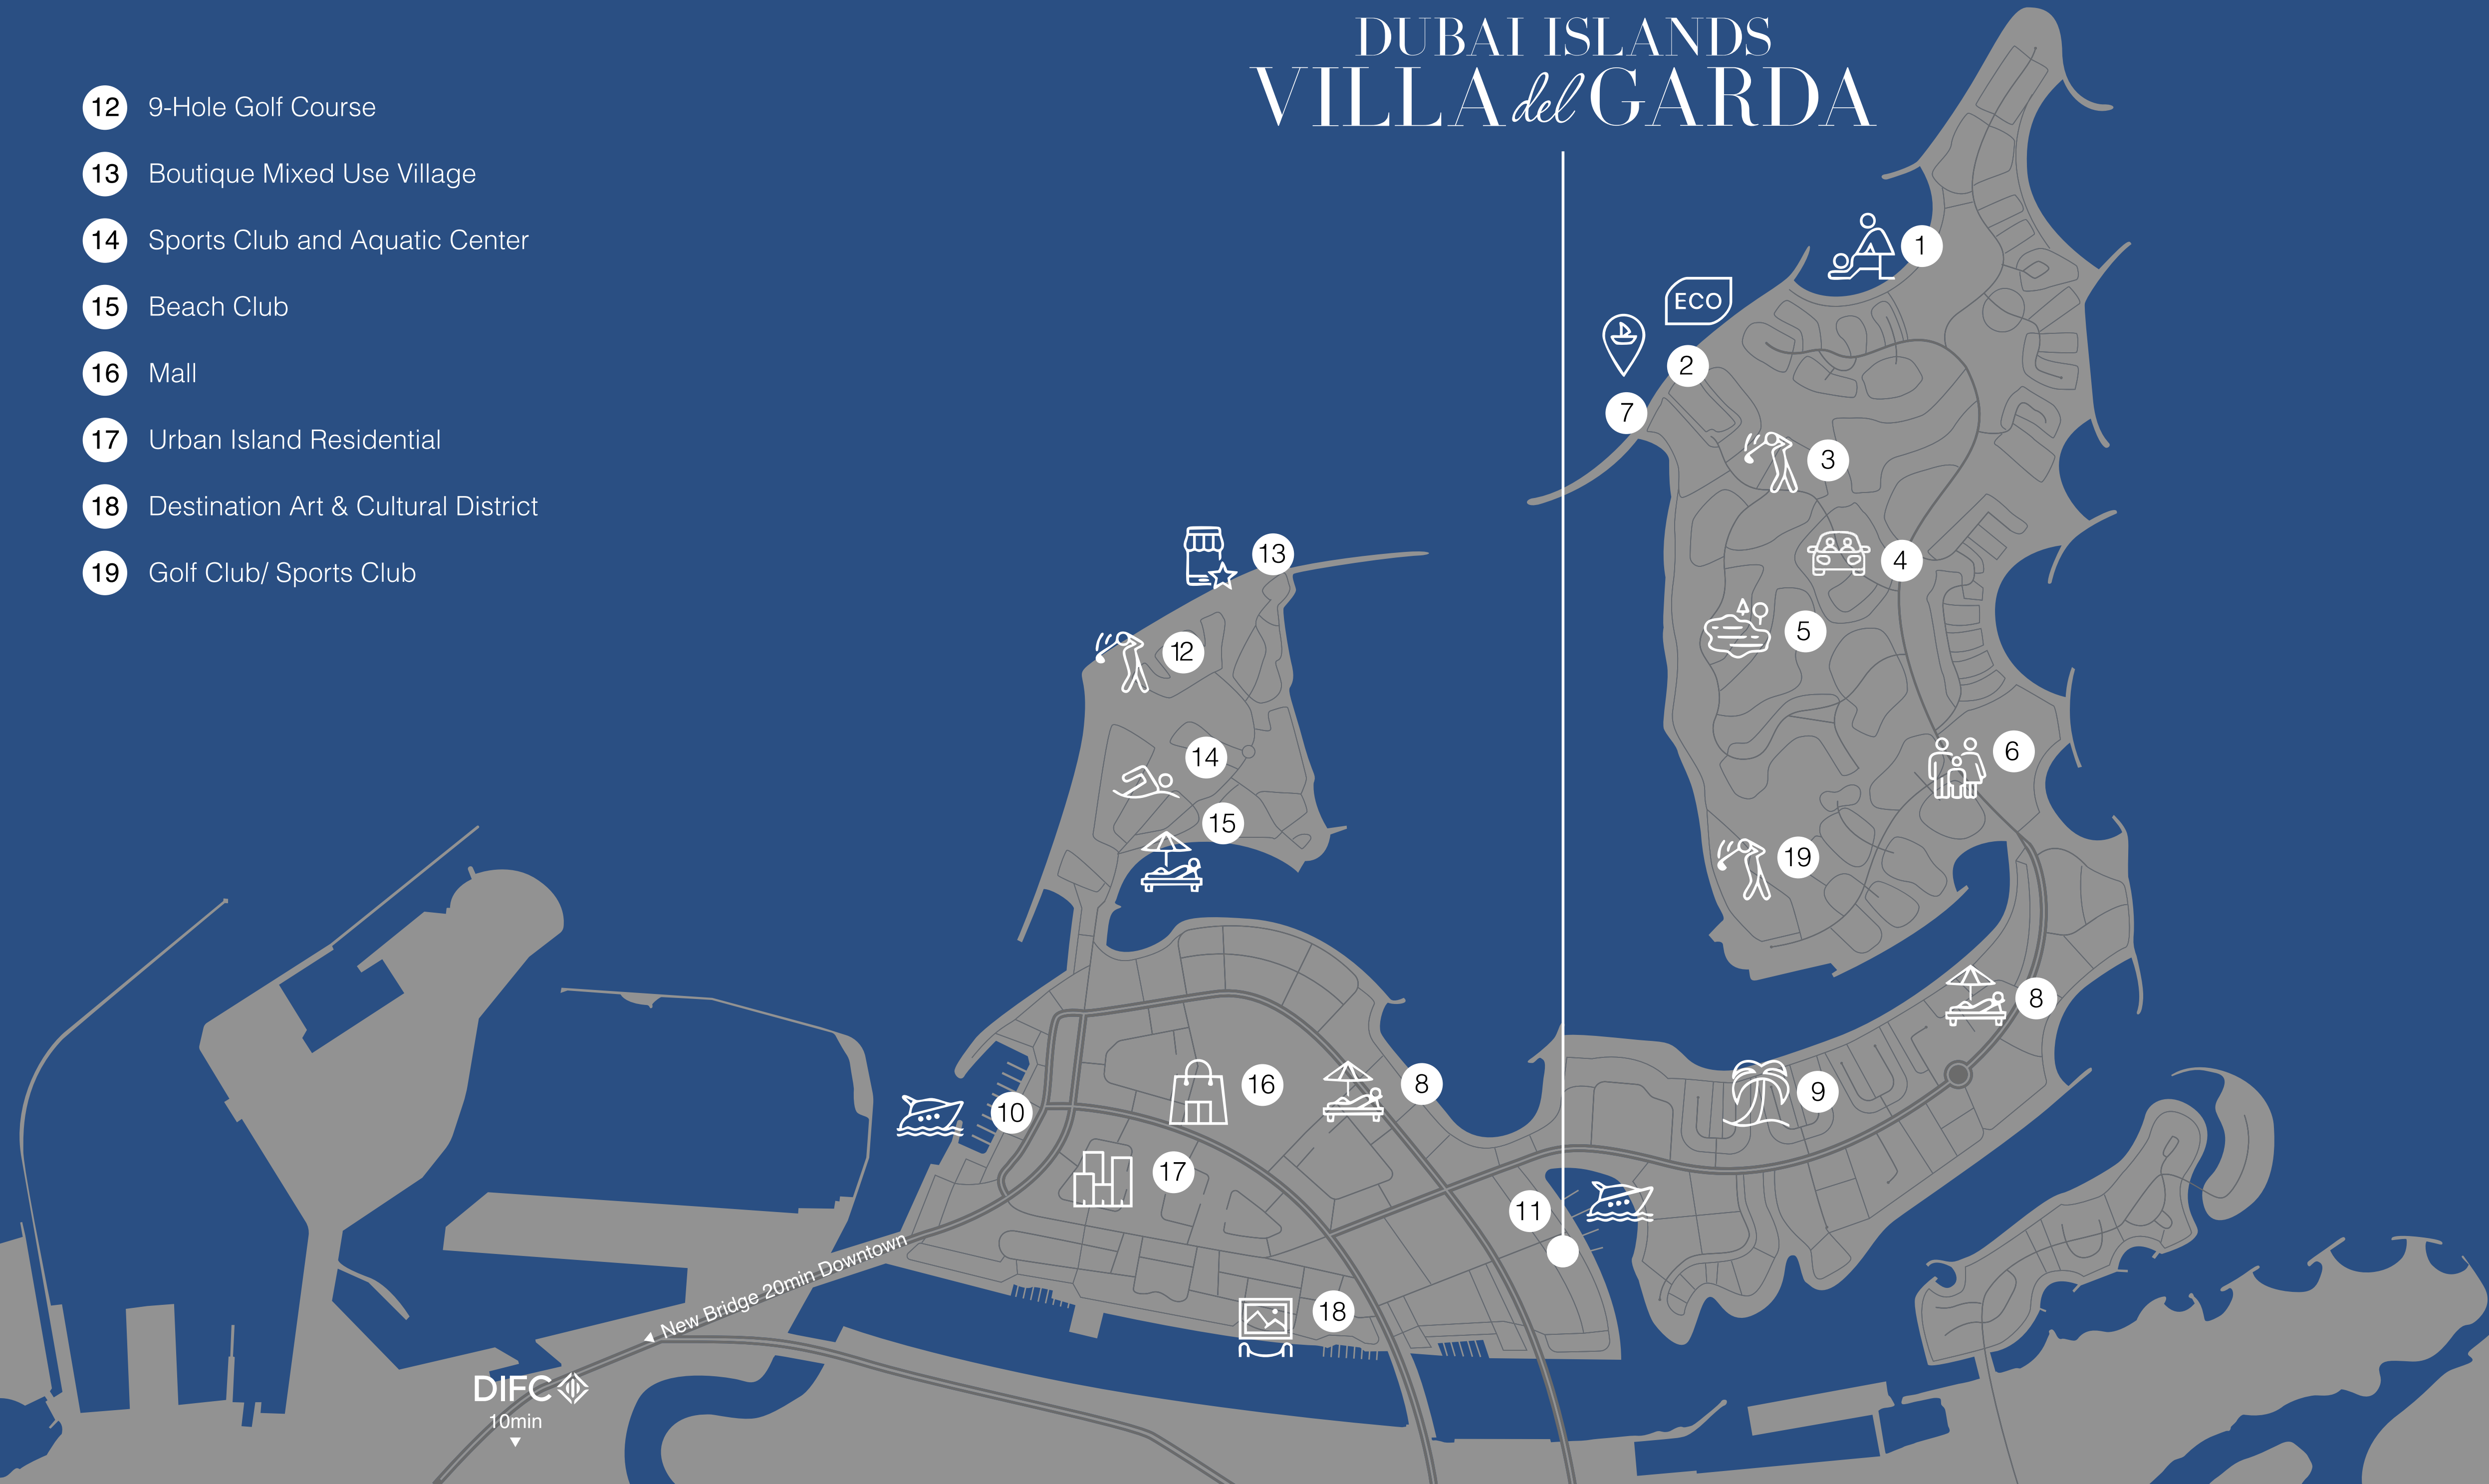 DUBAI ISLANDS
VILLA del GARDA
12 9-Hole Golf Course
13 Boutique Mixed Use Village
14 Sports Club and Aquatic Center
15 Beach Club
16 Mall
17 Urban Island Residential
18 Destination Art & Cultural District
19 Golf Club/ Sports Club
1
ECO
2
7
3
13
4
5
12
6
14
15
19
8
16
8
9
10
17
11
New Bridge 20min Downtown
18
DIFC
10min